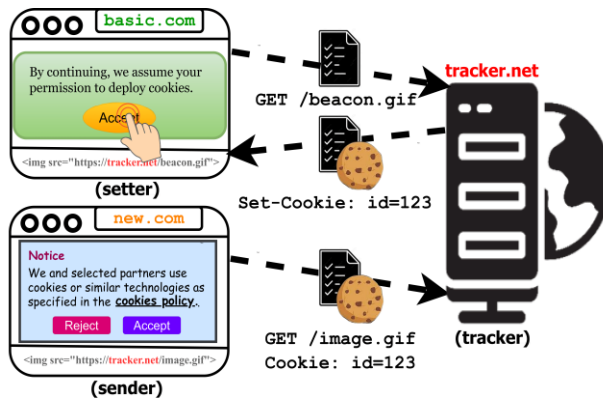 basic.com
By continuing, we assume your
permission to deploy cookies.
Accept
<img src="https://tracker.net/beacon.gif">
(setter)
GET /beacon.gif
Set-Cookie: id=123
tracker.net
(tracker)
new.com
Notice
We and selected partners use
cookies or similar technologies as
specified in the cookies policy.
Reject Accept
<img src="https://tracker.net/image.gif">
(sender)
GET /image.gif
Cookie: id=123